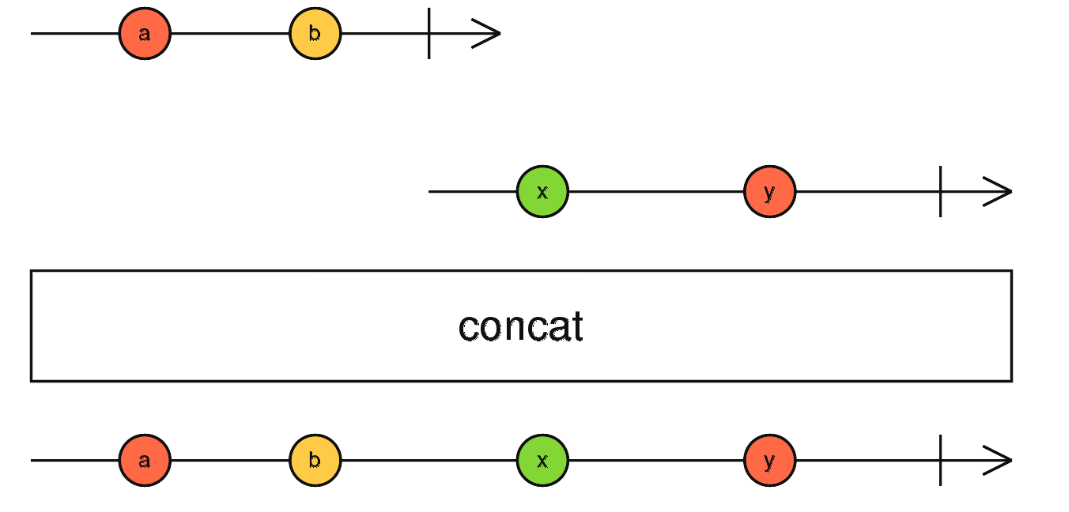 a b
x y
concat
a b x y